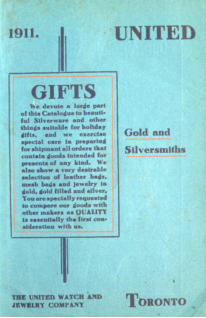 1911.
UNITED
GIFTS
We devote a large part
of this Catalogue to beauti-
ful Silverware and other
things suitable for holiday
gifts, and we exercise
special care in preparing
for shipment all orders that
contain goods intended for
presents of any kind. We
also show a very desirable
selection of leather bags,
mesh bags and jewelry in
gold, gold filled and silver.
You are specially requested
to compare our goods with
other makes as QUALITY
is essentially the first con-
sideration with us.
Gold and
Silversmiths
THE UNITED WATCH AND
JEWELRY COMPANY
TORONTO